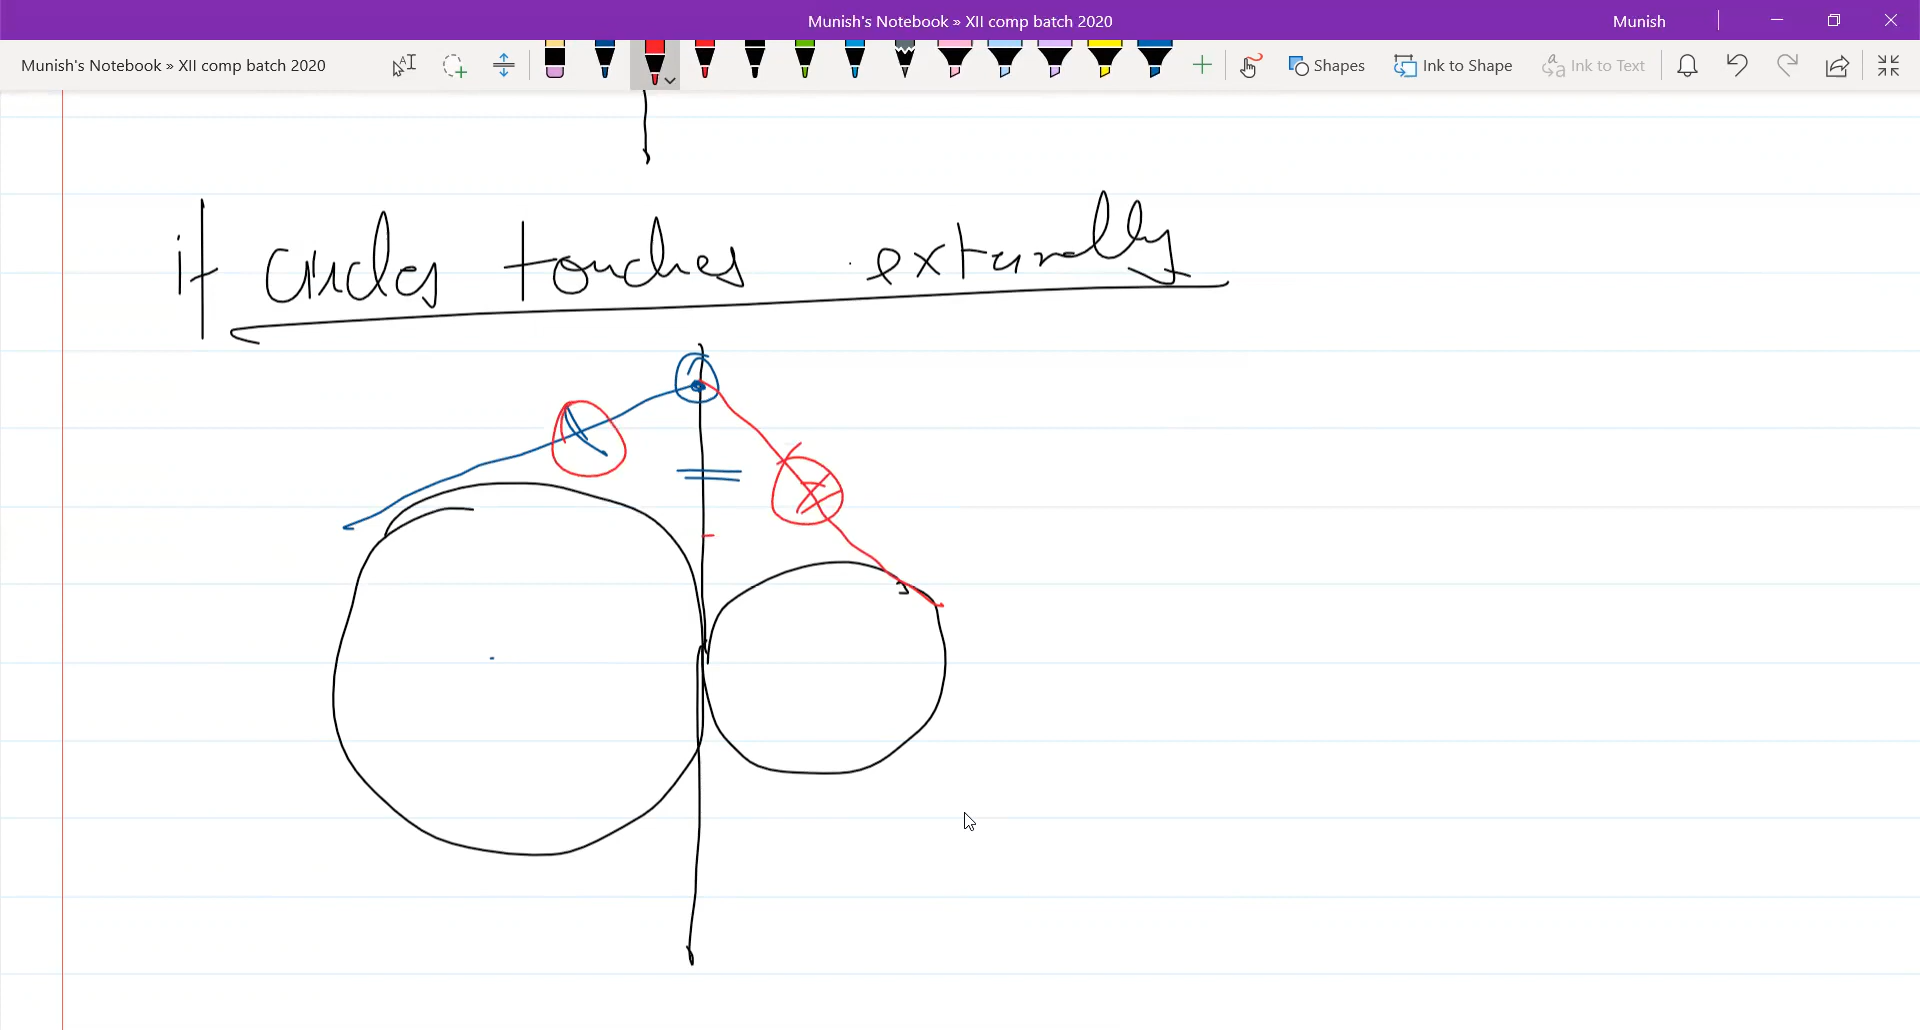 Munish's Notebook » XII comp batch 2020
Munish
Munish's Notebook » XII comp batch 2020
Shapes
Ink to Shape
Ink to Text
if circles touches externally